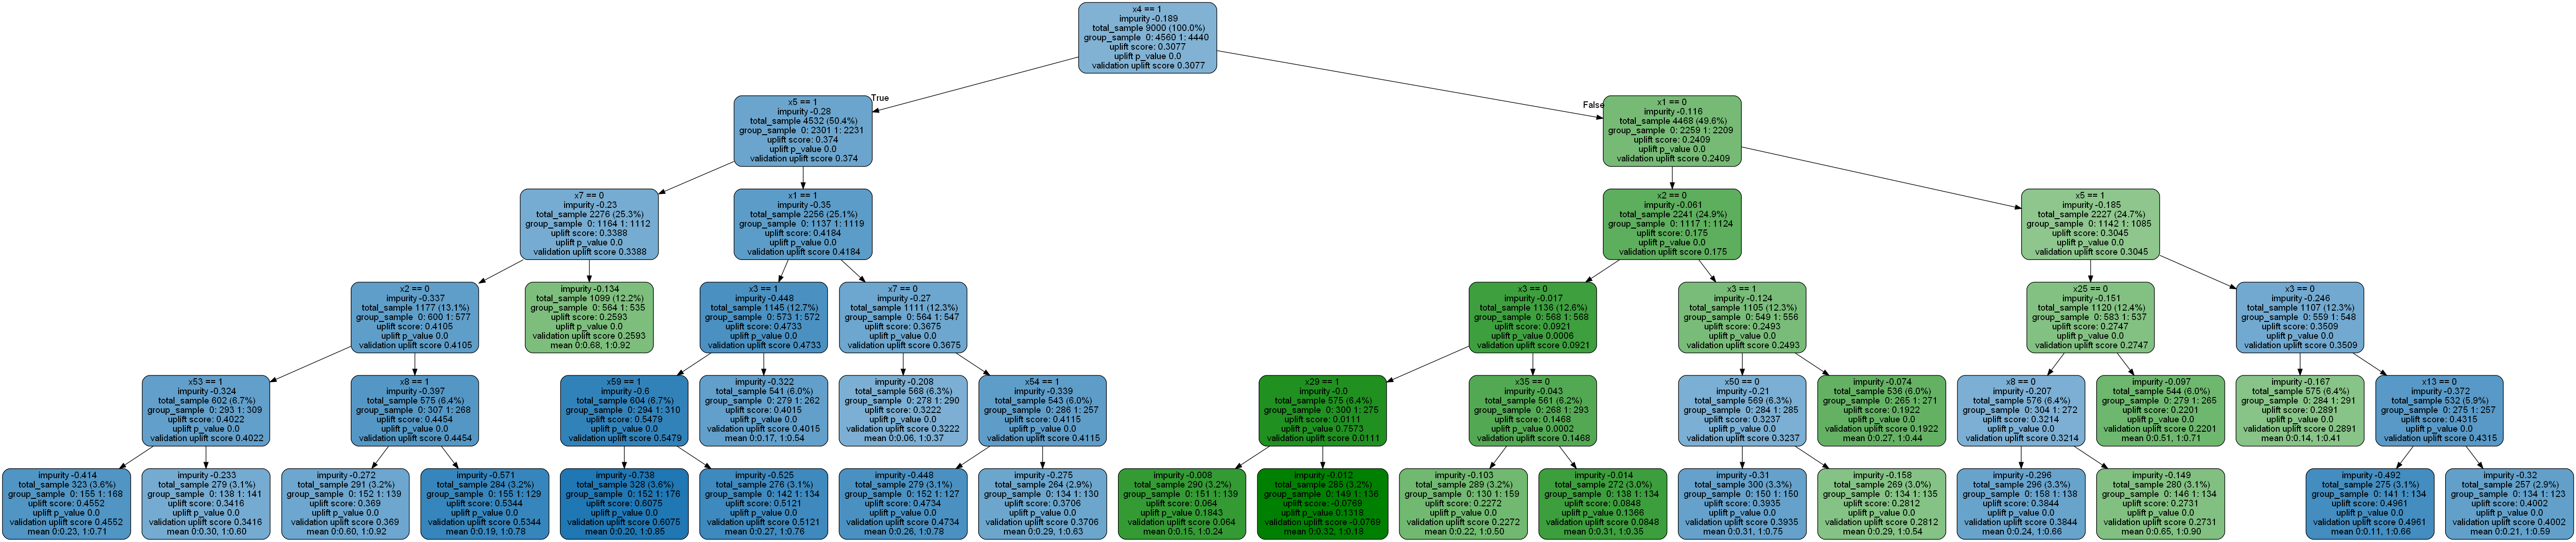 x4 == 1
impurity -0.189
total_sample 9000 (100.0%)
group_sample 0: 4560 1: 4440
uplift score: 0.3077
uplift p_value 0.0
validation uplift score 0.3077
True
False
x5 == 1
impurity -0.28
total_sample 4532 (50.4%)
group_sample 0: 2301 1: 2231
uplift score: 0.374
uplift p_value 0.0
validation uplift score 0.374
x1 == 0
impurity -0.116
total_sample 4468 (49.6%)
group_sample 0: 2259 1: 2209
uplift score: 0.2409
uplift p_value 0.0
validation uplift score 0.2409
x7 == 0
impurity -0.23
total_sample 2276 (25.3%)
group_sample 0: 1164 1: 1112
uplift score: 0.3388
uplift p_value 0.0
validation uplift score 0.3388
x1 == 1
impurity -0.35
total_sample 2256 (25.1%)
group_sample 0: 1137 1: 1119
uplift score: 0.4184
uplift p_value 0.0
validation uplift score 0.4184
x2 == 0
impurity -0.061
total_sample 2241 (24.9%)
group_sample 0: 1117 1: 1124
uplift score: 0.175
uplift p_value 0.0
validation uplift score 0.175
x5 == 1
impurity -0.185
total_sample 2227 (24.7%)
group_sample 0: 1142 1: 1085
uplift score: 0.3045
uplift p_value 0.0
validation uplift score 0.3045
x2 == 0
impurity -0.337
total_sample 1177 (13.1%)
group_sample 0: 600 1: 577
uplift score: 0.4105
uplift p_value 0.0
validation uplift score 0.4105
impurity -0.134
total_sample 1099 (12.2%)
group_sample 0: 564 1: 535
uplift score: 0.2593
uplift p_value 0.0
validation uplift score 0.2593
mean 0:0.68, 1:0.92
x3 == 1
impurity -0.448
total_sample 1145 (12.7%)
group_sample 0: 573 1: 572
uplift score: 0.4733
uplift p_value 0.0
validation uplift score 0.4733
x7 == 0
impurity -0.27
total_sample 1111 (12.3%)
group_sample 0: 564 1: 547
uplift score: 0.3675
uplift p_value 0.0
validation uplift score 0.3675
x3 == 0
impurity -0.017
total_sample 1136 (12.6%)
group_sample 0: 568 1: 568
uplift score: 0.0921
uplift p_value 0.0006
validation uplift score 0.0921
x3 == 1
impurity -0.124
total_sample 1105 (12.3%)
group_sample 0: 549 1: 556
uplift score: 0.2493
uplift p_value 0.0
validation uplift score 0.2493
x25 == 0
impurity -0.151
total_sample 1120 (12.4%)
group_sample 0: 583 1: 537
uplift score: 0.2747
uplift p_value 0.0
validation uplift score 0.2747
x3 == 0
impurity -0.246
total_sample 1107 (12.3%)
group_sample 0: 559 1: 548
uplift score: 0.3509
uplift p_value 0.0
validation uplift score 0.3509
x53 == 1
impurity -0.324
total_sample 602 (6.7%)
group_sample 0: 293 1: 309
uplift score: 0.4022
uplift p_value 0.0
validation uplift score 0.4022
x8 == 1
impurity -0.397
total_sample 575 (6.4%)
group_sample 0: 307 1: 268
uplift score: 0.4454
uplift p_value 0.0
validation uplift score 0.4454
x59 == 1
impurity -0.6
total_sample 604 (6.7%)
group_sample 0: 294 1: 310
uplift score: 0.5479
uplift p_value 0.0
validation uplift score 0.5479
impurity -0.322
total_sample 541 (6.0%)
group_sample 0: 279 1: 262
uplift score: 0.4015
uplift p_value 0.0
validation uplift score 0.4015
mean 0:0.17, 1:0.54
impurity -0.208
total_sample 568 (6.3%)
group_sample 0: 278 1: 290
uplift score: 0.3222
uplift p_value 0.0
validation uplift score 0.3222
mean 0:0.06, 1:0.37
x54 == 1
impurity -0.339
total_sample 543 (6.0%)
group_sample 0: 286 1: 257
uplift score: 0.4115
uplift p_value 0.0
validation uplift score 0.4115
x29 == 1
impurity -0.0
total_sample 575 (6.4%)
group_sample 0: 300 1: 275
uplift score: 0.0111
uplift p_value 0.7573
validation uplift score 0.0111
x35 == 0
impurity -0.043
total_sample 561 (6.2%)
group_sample 0: 268 1: 293
uplift score: 0.1468
uplift p_value 0.0002
validation uplift score 0.1468
x50 == 0
impurity -0.21
total_sample 569 (6.3%)
group_sample 0: 284 1: 285
uplift score: 0.3237
uplift p_value 0.0
validation uplift score 0.3237
impurity -0.074
total_sample 536 (6.0%)
group_sample 0: 265 1: 271
uplift score: 0.1922
uplift p_value 0.0
validation uplift score 0.1922
mean 0:0.27, 1:0.44
x8 == 0
impurity -0.207
total_sample 576 (6.4%)
group_sample 0: 304 1: 272
uplift score: 0.3214
uplift p_value 0.0
validation uplift score 0.3214
impurity -0.097
total_sample 544 (6.0%)
group_sample 0: 279 1: 265
uplift score: 0.2201
uplift p_value 0.0
validation uplift score 0.2201
mean 0:0.51, 1:0.71
impurity -0.167
total_sample 575 (6.4%)
group_sample 0: 284 1: 291
uplift score: 0.2891
uplift p_value 0.0
validation uplift score 0.2891
mean 0:0.14, 1:0.41
x13 == 0
impurity -0.372
total_sample 532 (5.9%)
group_sample 0: 275 1: 257
uplift score: 0.4315
uplift p_value 0.0
validation uplift score 0.4315
impurity -0.414
total_sample 323 (3.6%)
group_sample 0: 155 1: 168
uplift score: 0.4552
uplift p_value 0.0
validation uplift score 0.4552
mean 0:0.23, 1:0.71
impurity -0.233
total_sample 279 (3.1%)
group_sample 0: 138 1: 141
uplift score: 0.3416
uplift p_value 0.0
validation uplift score 0.3416
mean 0:0.30, 1:0.60
impurity -0.272
total_sample 291 (3.2%)
group_sample 0: 152 1: 139
uplift score: 0.369
uplift p_value 0.0
validation uplift score 0.369
mean 0:0.60, 1:0.92
impurity -0.571
total_sample 284 (3.2%)
group_sample 0: 155 1: 129
uplift score: 0.5344
uplift p_value 0.0
validation uplift score 0.5344
mean 0:0.19, 1:0.78
impurity -0.738
total_sample 328 (3.6%)
group_sample 0: 152 1: 176
uplift score: 0.6075
uplift p_value 0.0
validation uplift score 0.6075
mean 0:0.20, 1:0.85
impurity -0.525
total_sample 276 (3.1%)
group_sample 0: 142 1: 134
uplift score: 0.5121
uplift p_value 0.0
validation uplift score 0.5121
mean 0:0.27, 1:0.76
impurity -0.448
total_sample 279 (3.1%)
group_sample 0: 152 1: 127
uplift score: 0.4734
uplift p_value 0.0
validation uplift score 0.4734
mean 0:0.26, 1:0.78
impurity -0.275
total_sample 264 (2.9%)
group_sample 0: 134 1: 130
uplift score: 0.3706
uplift p_value 0.0
validation uplift score 0.3706
mean 0:0.29, 1:0.63
impurity -0.008
total_sample 290 (3.2%)
group_sample 0: 151 1: 139
uplift score: 0.064
uplift p_value 0.1843
validation uplift score 0.064
mean 0:0.15, 1:0.24
impurity -0.012
total_sample 285 (3.2%)
group_sample 0: 149 1: 136
uplift score: -0.0769
uplift p_value 0.1318
validation uplift score -0.0769
mean 0:0.32, 1:0.18
impurity -0.103
total_sample 289 (3.2%)
group_sample 0: 130 1: 159
uplift score: 0.2272
uplift p_value 0.0
validation uplift score 0.2272
mean 0:0.22, 1:0.50
impurity -0.014
total_sample 272 (3.0%)
group_sample 0: 138 1: 134
uplift score: 0.0848
uplift p_value 0.1366
validation uplift score 0.0848
mean 0:0.31, 1:0.35
impurity -0.31
total_sample 300 (3.3%)
group_sample 0: 150 1: 150
uplift score: 0.3935
uplift p_value 0.0
validation uplift score 0.3935
mean 0:0.31, 1:0.75
impurity -0.158
total_sample 269 (3.0%)
group_sample 0: 134 1: 135
uplift score: 0.2812
uplift p_value 0.0
validation uplift score 0.2812
mean 0:0.29, 1:0.54
impurity -0.296
total_sample 296 (3.3%)
group_sample 0: 158 1: 138
uplift score: 0.3844
uplift p_value 0.0
validation uplift score 0.3844
mean 0:0.24, 1:0.66
impurity -0.149
total_sample 280 (3.1%)
group_sample 0: 146 1: 134
uplift score: 0.2731
uplift p_value 0.0
validation uplift score 0.2731
mean 0:0.65, 1:0.90
impurity -0.492
total_sample 275 (3.1%)
group_sample 0: 141 1: 134
uplift score: 0.4961
uplift p_value 0.0
validation uplift score 0.4961
mean 0:0.11, 1:0.66
impurity -0.32
total_sample 257 (2.9%)
group_sample 0: 134 1: 123
uplift score: 0.4002
uplift p_value 0.0
validation uplift score 0.4002
mean 0:0.21, 1:0.59